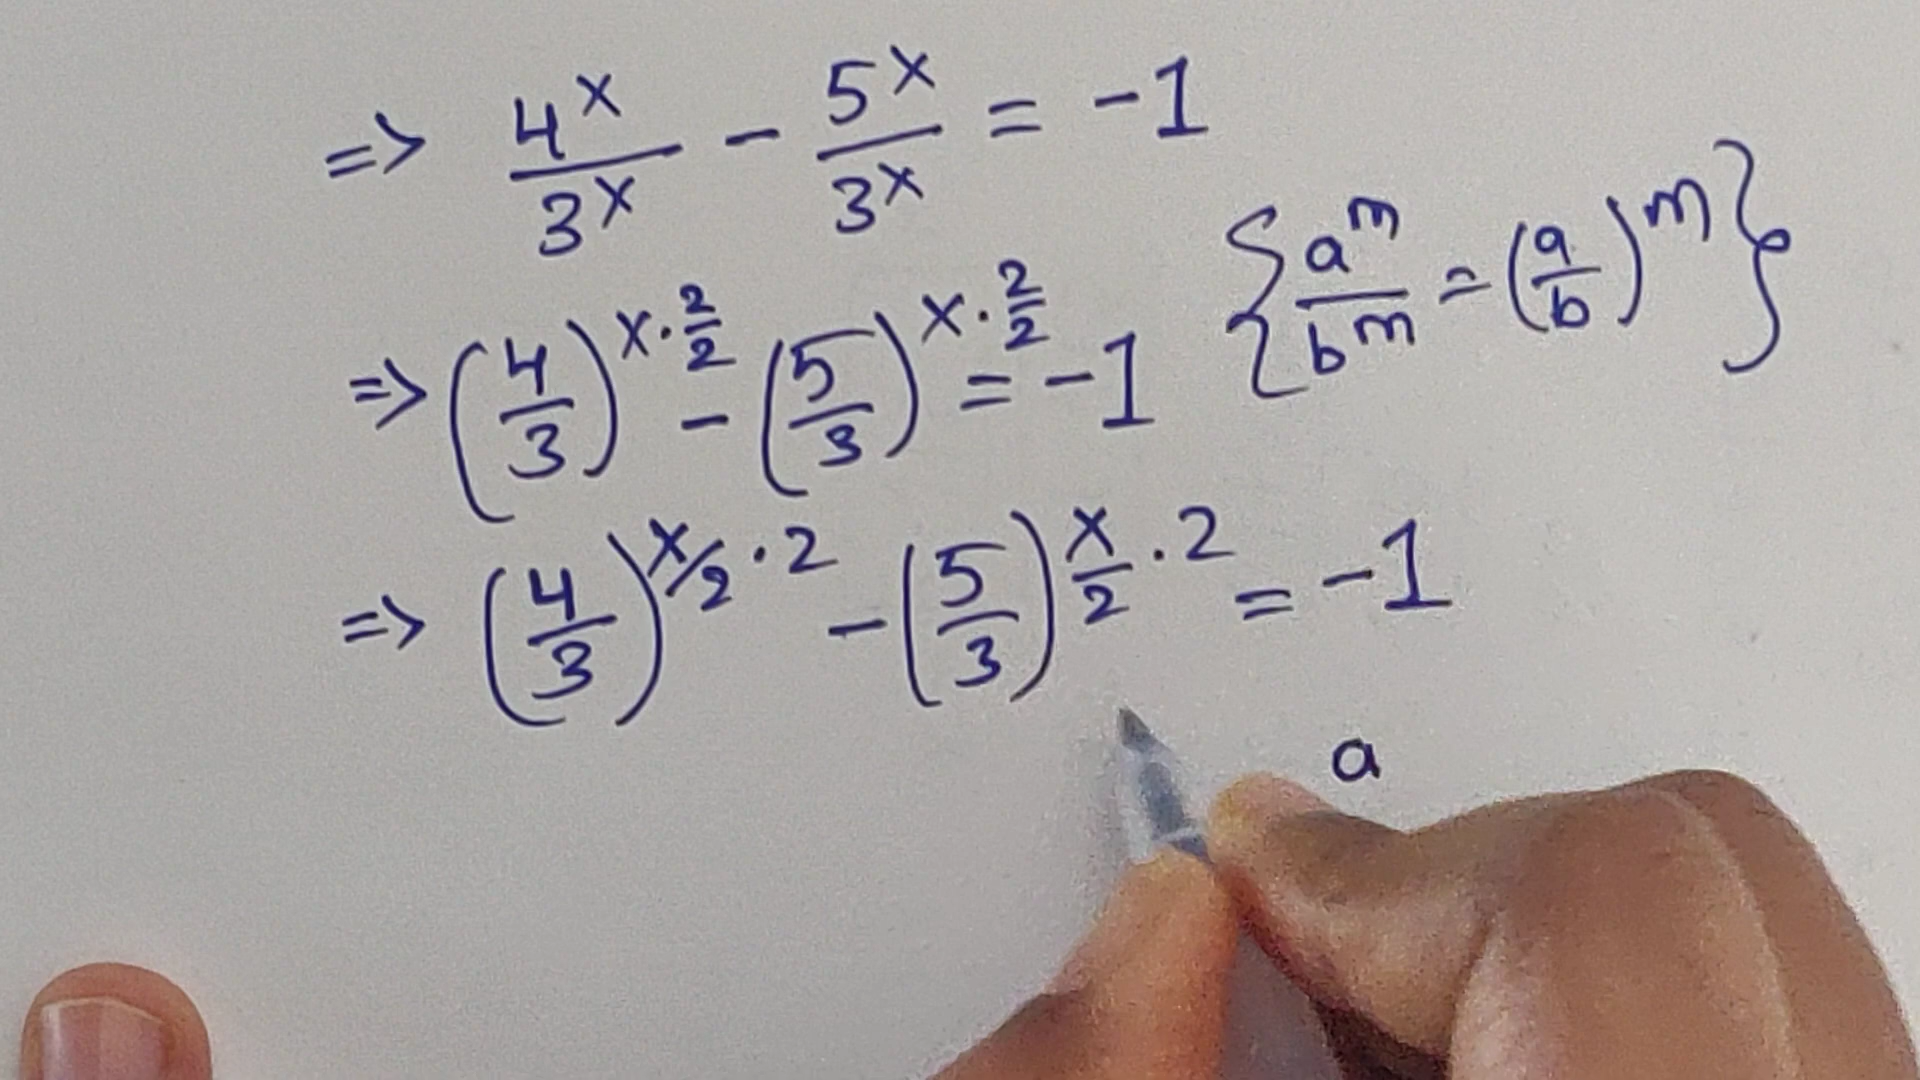 => 4^x/3^x - 5^x/3^x = -1
{a^m/b^m = (a/b)^m}
=> (4/3)^(x·2/2) - (5/3)^(x·2/2) = -1
=> (4/3)^(x/2·2) - (5/3)^(x/2·2) = -1
a